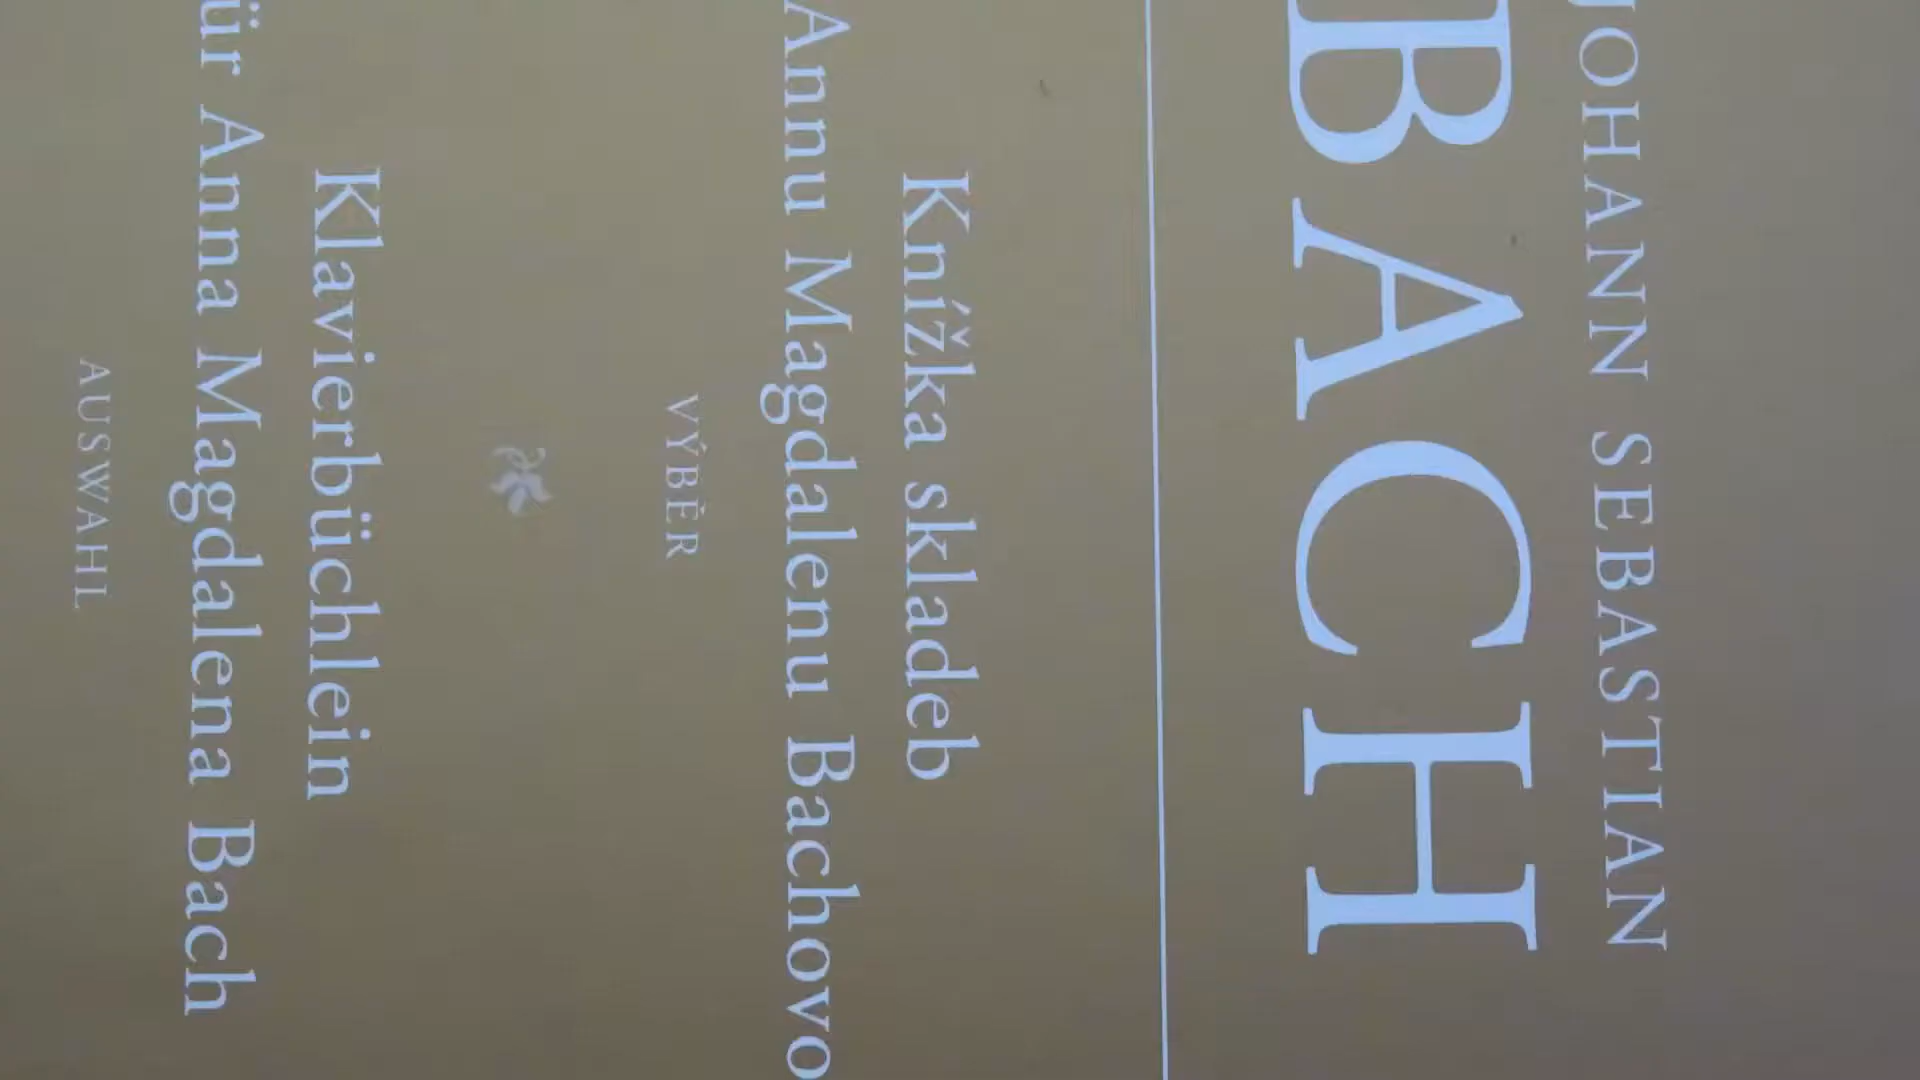 JOHANN SEBASTIAN
BACH
Knížka skladeb
Annu Magdalenu Bachovo
VÝBĚR
Klavierbüchlein
ür Anna Magdalena Bach
AUSWAHL